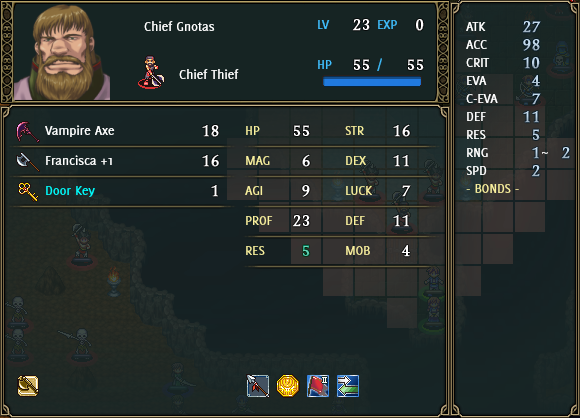 Chief Gnotas
LV 23 EXP 0
HP 55 / 55
Chief Thief
Vampire Axe 18
Francisca +1 16
Door Key 1
HP 55 STR 16
MAG 6 DEX 11
AGI 9 LUCK 7
PROF 23 DEF 11
RES 5 MOB 4
ATK 27
ACC 98
CRIT 10
EVA 4
C-EVA 7
DEF 11
RES 5
RNG 1~ 2
SPD 2
- BONDS -